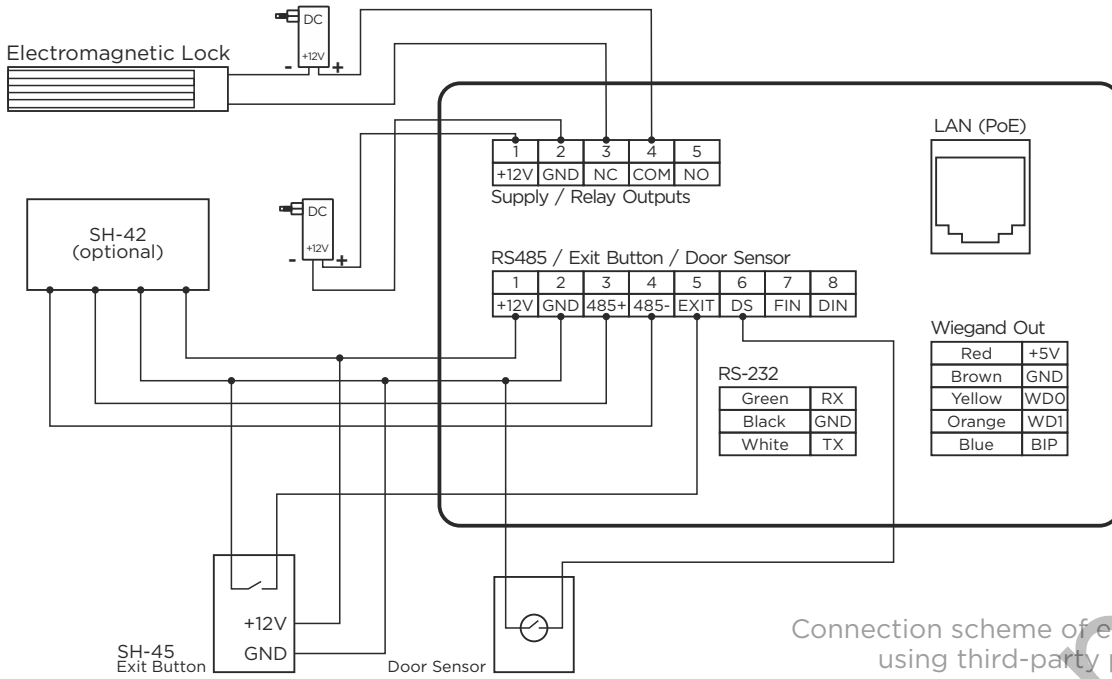 DC
+12V
- +
Electromagnetic Lock
LAN (PoE)
1 2 3 4 5
+12V GND NC COM NO
Supply / Relay Outputs
SH-42
(optional)
DC
+12V
- +
RS485 / Exit Button / Door Sensor
1 2 3 4 5 6 7 8
+12V GND 485+ 485- EXIT DS FIN DIN
Wiegand Out
Red +5V
Brown GND
Yellow WD0
Orange WD1
Blue BIP
RS-232
Green RX
Black GND
White TX
+12V
GND
SH-45
Exit Button
Door Sensor
Connection scheme of
using third-party